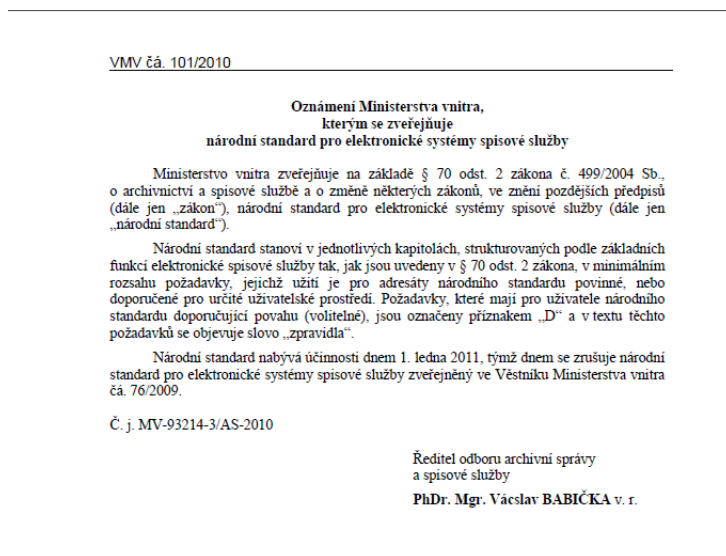 VMV čá. 101/2010
Oznámení Ministerstva vnitra,
kterým se zveřejňuje
národní standard pro elektronické systémy spisové služby
Ministerstvo vnitra zveřejňuje na základě § 70 odst. 2 zákona č. 499/2004 Sb.,
o archivnictví a spisové službě a o změně některých zákonů, ve znění pozdějších předpisů
(dále jen „zákon“), národní standard pro elektronické systémy spisové služby (dále jen
„národní standard“).
Národní standard stanoví v jednotlivých kapitolách, strukturovaných podle základních
funkcí elektronické spisové služby tak, jak jsou uvedeny v § 70 odst. 2 zákona, v minimálním
rozsahu požadavky, jejichž užití je pro adresáty národního standardu povinné, nebo
doporučené pro určité uživatelské prostředí. Požadavky, které mají pro uživatele národního
standardu doporučující povahu (volitelné), jsou označeny příznakem „D“ a v textu těchto
požadavků se objevuje slovo „zpravidla“.
Národní standard nabývá účinnosti dnem 1. ledna 2011, týmž dnem se zrušuje národní
standard pro elektronické systémy spisové služby zveřejněný ve Věstníku Ministerstva vnitra
čá. 76/2009.
Č. j. MV-93214-3/AS-2010
Ředitel odboru archivní správy
a spisové služby
PhDr. Mgr. Vácslav BABIČKA v. r.